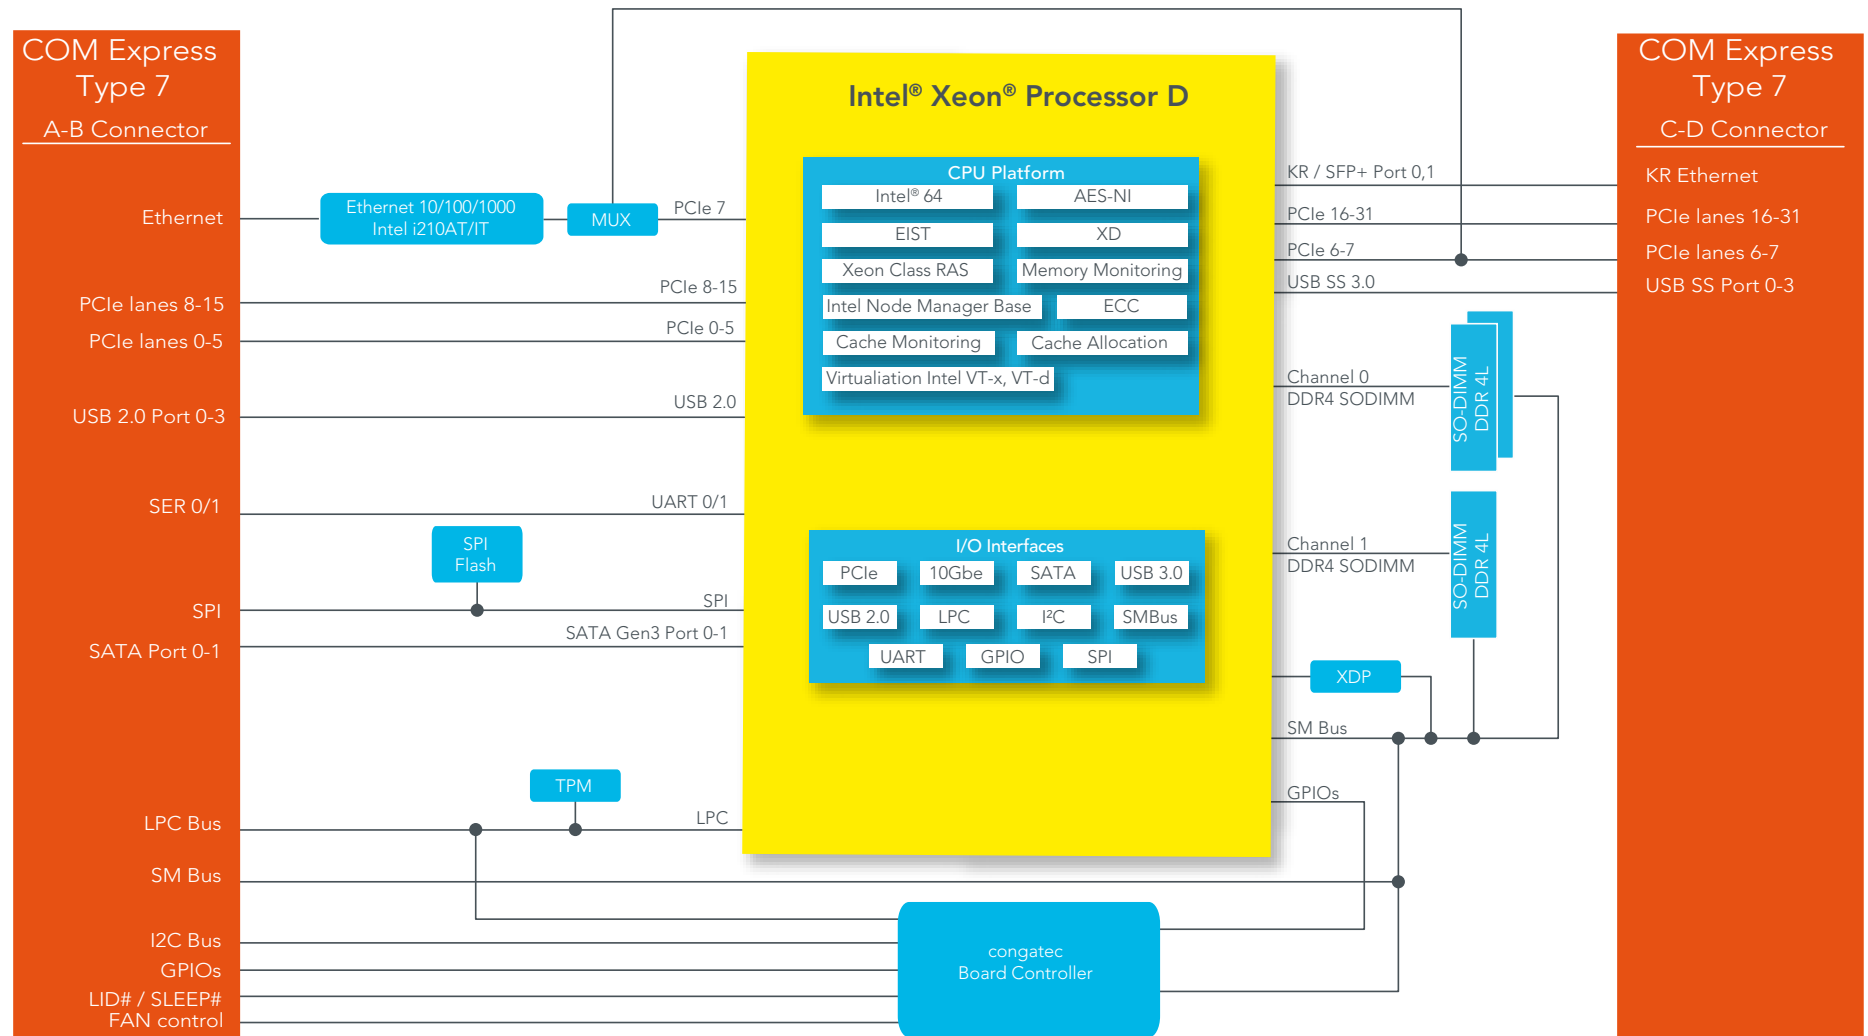 COM Express
Type 7
A-B Connector
Ethernet
PCIe lanes 8-15
PCIe lanes 0-5
USB 2.0 Port 0-3
SER 0/1
SPI
SATA Port 0-1
LPC Bus
SM Bus
I2C Bus
GPIOs
LID# / SLEEP#
FAN control
Ethernet 10/100/1000
Intel i210AT/IT
MUX
PCIe 7
PCIe 8-15
PCIe 0-5
USB 2.0
UART 0/1
SPI
Flash
SPI
SATA Gen3 Port 0-1
TPM
LPC
Intel® Xeon® Processor D
CPU Platform
Intel® 64
AES-NI
EIST
XD
Xeon Class RAS
Memory Monitoring
Intel Node Manager Base
ECC
Cache Monitoring
Cache Allocation
Virtualiation Intel VT-x, VT-d
I/O Interfaces
PCIe
10Gbe
SATA
USB 3.0
USB 2.0
LPC
I²C
SMBus
UART
GPIO
SPI
congatec
Board Controller
KR / SFP+ Port 0,1
PCIe 16-31
PCIe 6-7
USB SS 3.0
Channel 0
DDR4 SODIMM
SO-DIMM
DDR 4L
Channel 1
DDR4 SODIMM
SO-DIMM
DDR 4L
XDP
SM Bus
GPIOs
COM Express
Type 7
C-D Connector
KR Ethernet
PCIe lanes 16-31
PCIe lanes 6-7
USB SS Port 0-3